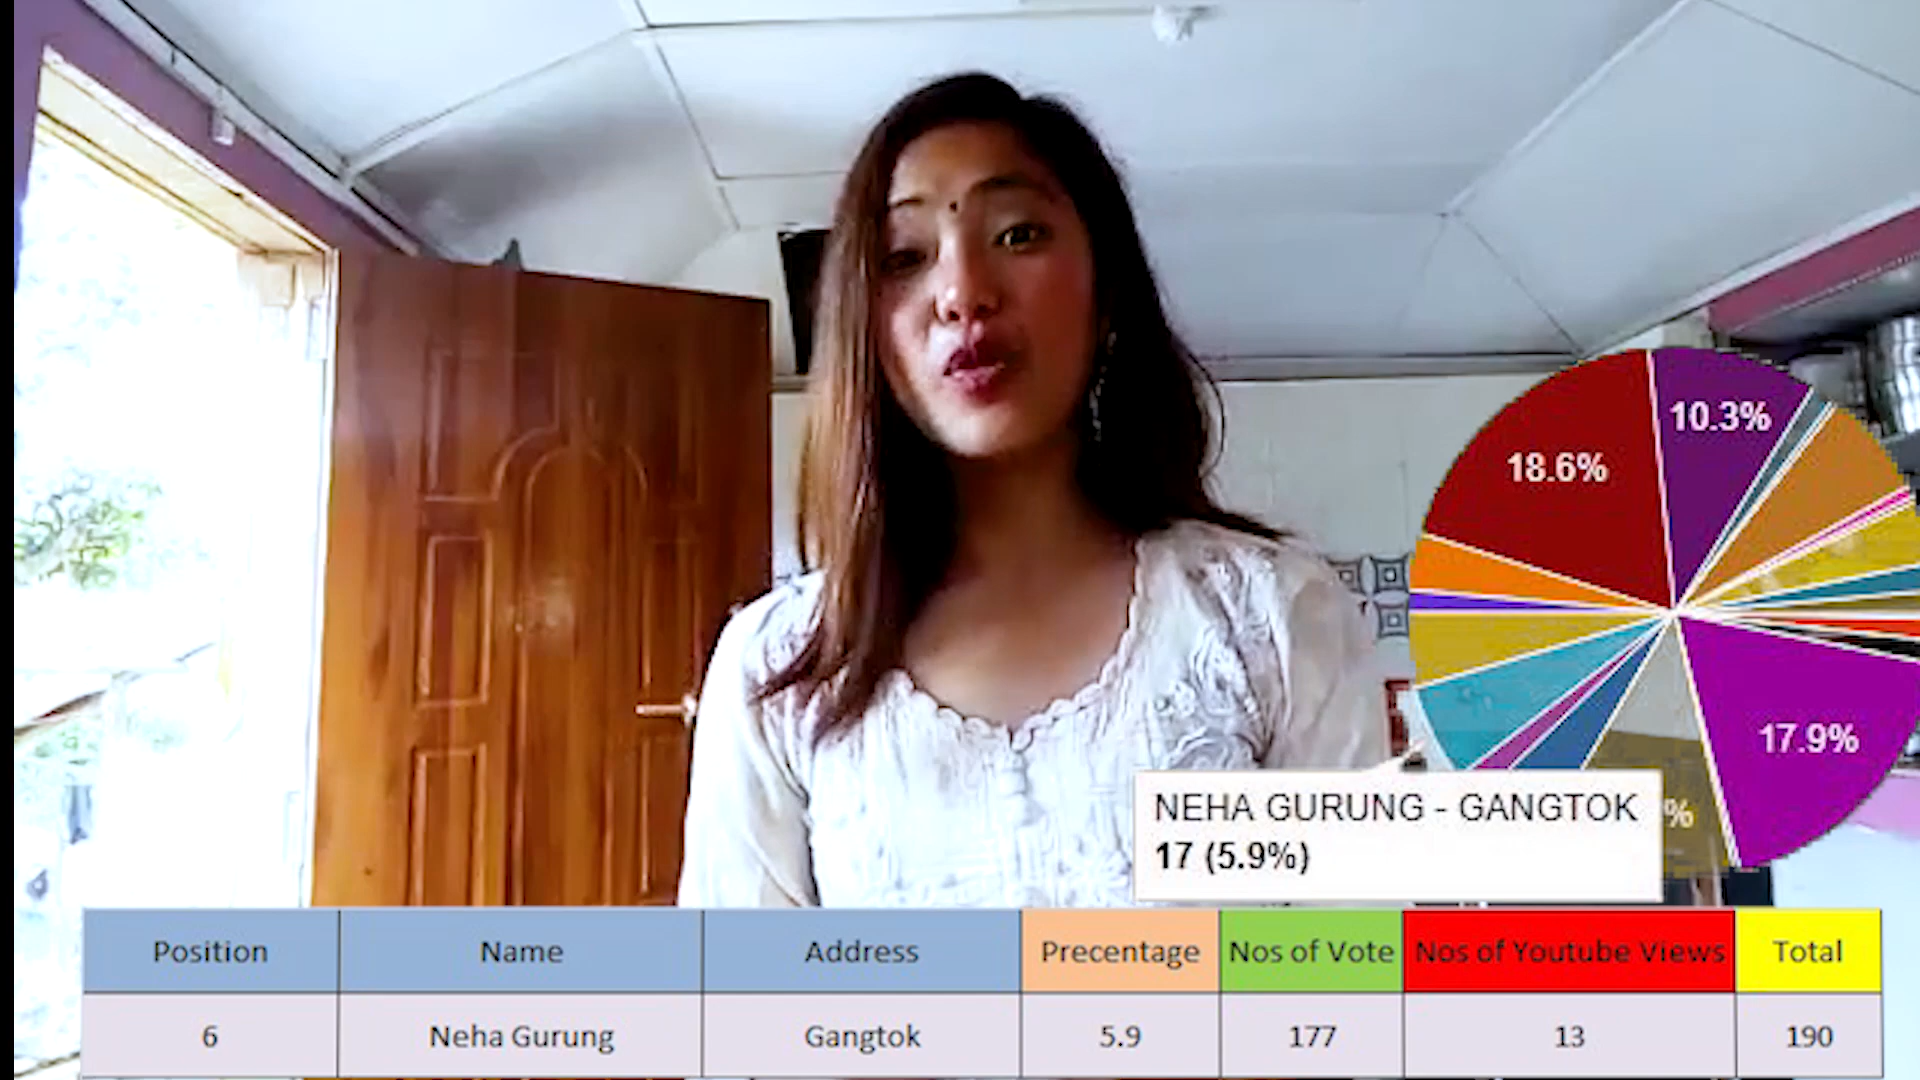 10.3%
18.6%
17.9%
%
NEHA GURUNG - GANGTOK
17 (5.9%)
Position Name Address Precentage Nos of Vote Nos of Youtube Views Total
6 Neha Gurung Gangtok 5.9 177 13 190